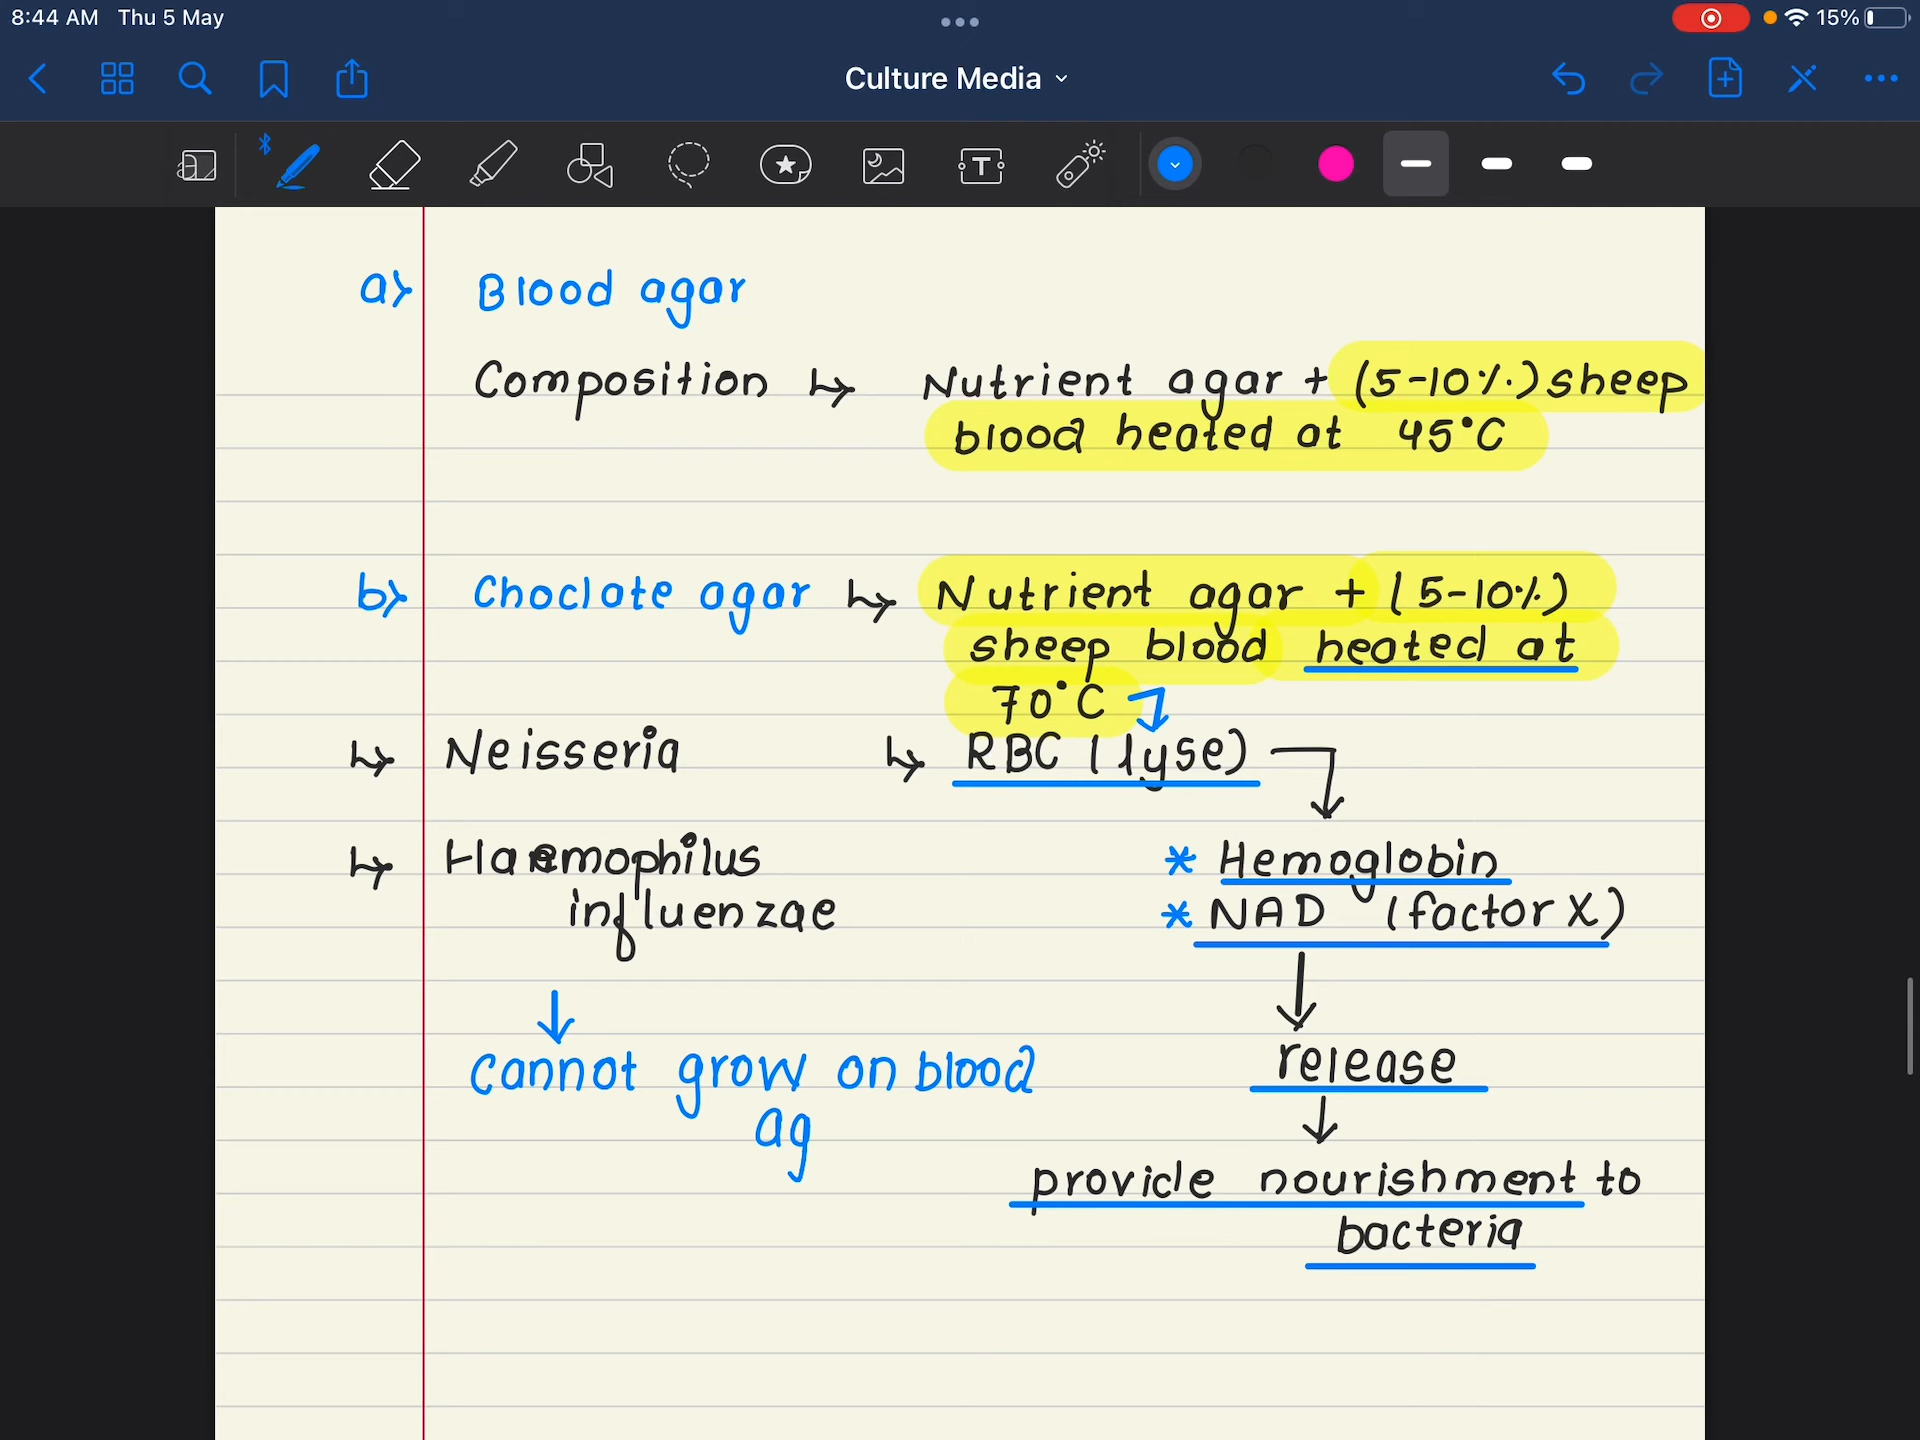 8:44 AM Thu 5 May
15%
Culture Media
a) Blood agar
Composition ↳ Nutrient agar + (5-10%) sheep
blood heated at 45°C
b) Choclate agar ↳ Nutrient agar + (5-10%)
sheep blood heated at
70°C
↳ Neisseria ↳ RBC (lyse)
↳ Haemophilus * Hemoglobin
influenzae * NAD (factor X)
↓
release
cannot grow on blood
ag
↓
provide nourishment to
bacteria